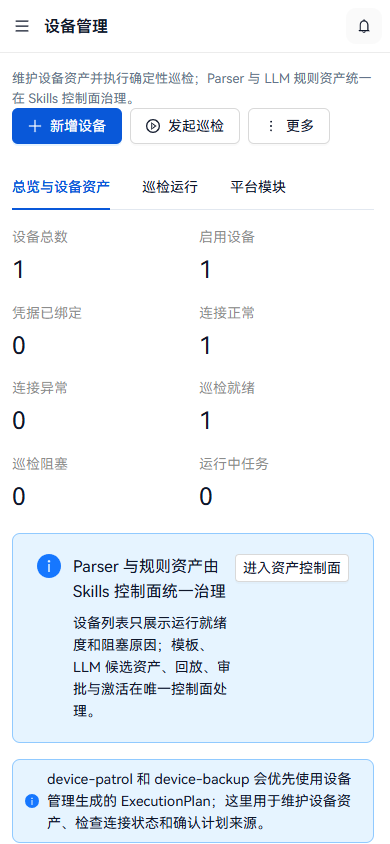 设备管理
维护设备资产并执行确定性巡检；Parser 与 LLM 规则资产统一
在 Skills 控制面治理。
新增设备
发起巡检
更多
总览与设备资产
巡检运行
平台模块
设备总数
启用设备
1
1
凭据已绑定
连接正常
0
1
连接异常
巡检就绪
0
1
巡检阻塞
运行中任务
0
0
Parser 与规则资产由
Skills 控制面统一治理
进入资产控制面
设备列表只展示运行就绪
度和阻塞原因；模板、
LLM 候选资产、回放、审
批与激活在唯一控制面处
理。
device-patrol 和 device-backup 会优先使用设备
管理生成的 ExecutionPlan；这里用于维护设备资
产、检查连接状态和确认计划来源。